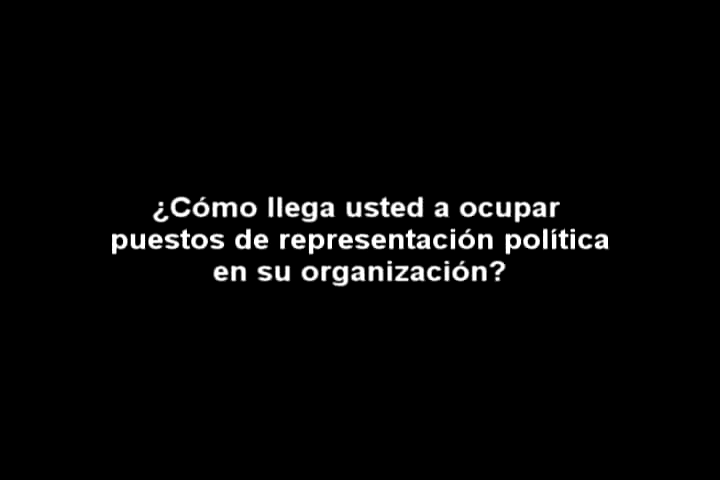 ¿Cómo llega usted a ocupar
puestos de representación política
en su organización?